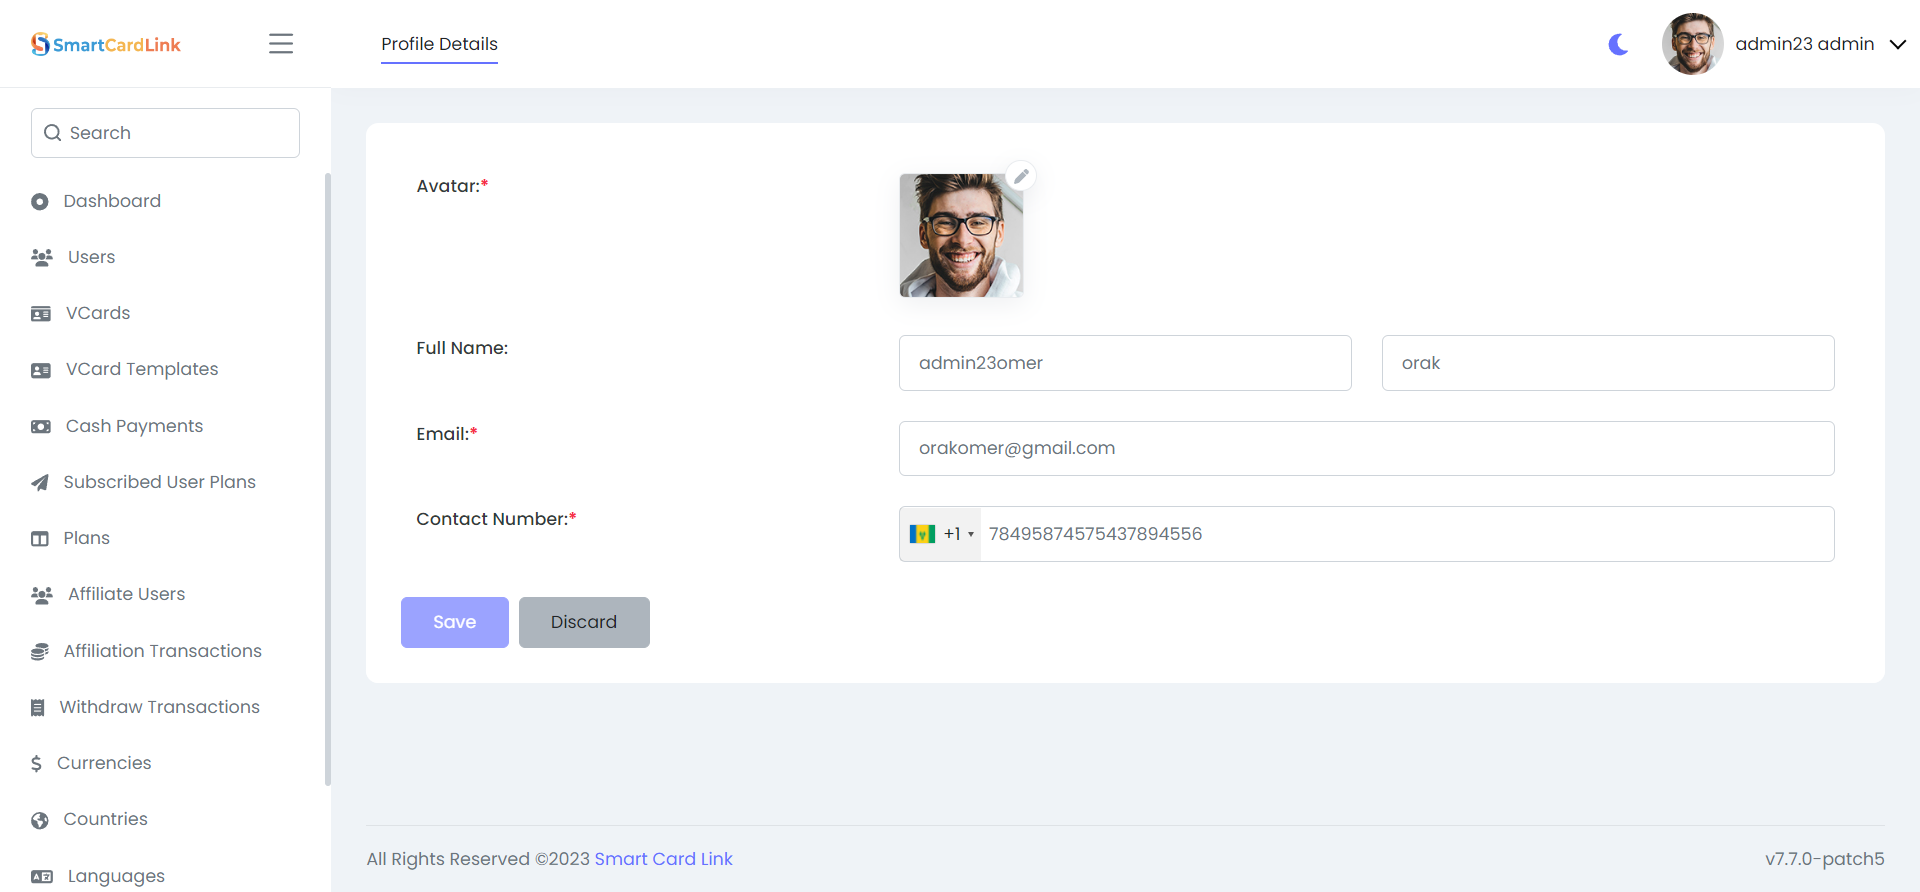 SmartCardLink
Profile Details
admin23 admin
Search
Dashboard
Users
VCards
VCard Templates
Cash Payments
Subscribed User Plans
Plans
Affiliate Users
Affiliation Transactions
Withdraw Transactions
Currencies
Countries
Languages
Avatar:*
Full Name:
admin23omer
orak
Email:*
orakomer@gmail.com
Contact Number:*
+1
78495874575437894556
Save
Discard
All Rights Reserved ©2023 Smart Card Link
v7.7.0-patch5